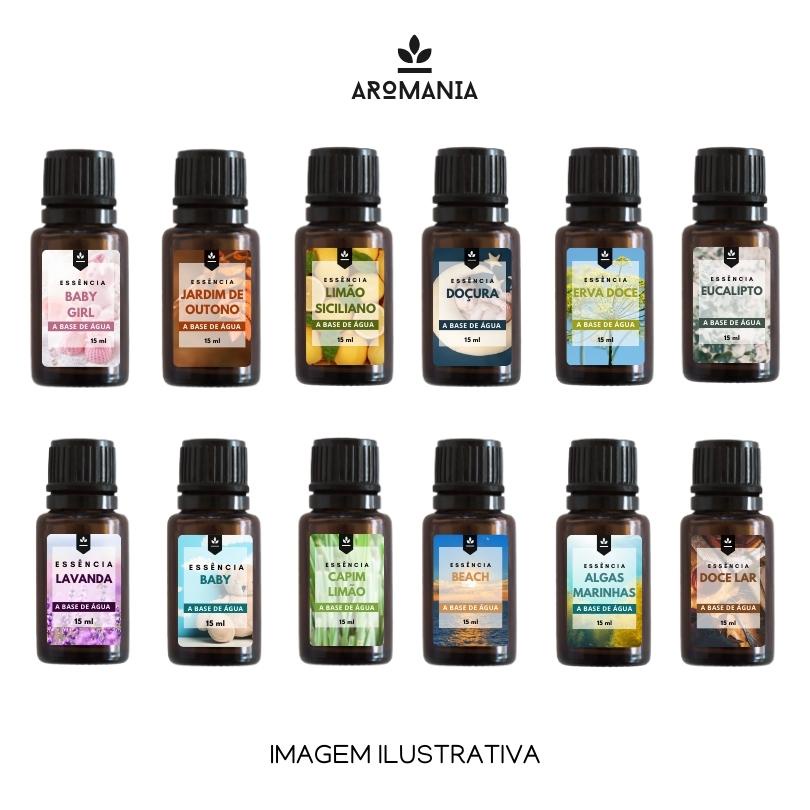 AROMANIA
ESSÊNCIA
BABY
GIRL
A BASE DE ÁGUA
15 ml
ESSÊNCIA
JARDIM DE
OUTONO
A BASE DE ÁGUA
15 ml
ESSÊNCIA
LIMÃO
SICILIANO
A BASE DE ÁGUA
15 ml
ESSÊNCIA
DOÇURA
A BASE DE ÁGUA
15 ml
ESSÊNCIA
ERVA DOCE
A BASE DE ÁGUA
15 ml
ESSÊNCIA
EUCALIPTO
A BASE DE ÁGUA
15 ml
ESSÊNCIA
LAVANDA
A BASE DE ÁGUA
15 ml
ESSÊNCIA
BABY
A BASE DE ÁGUA
15 ml
ESSÊNCIA
CAPIM
LIMÃO
A BASE DE ÁGUA
15 ml
ESSÊNCIA
BEACH
A BASE DE ÁGUA
15 ml
ESSÊNCIA
ALGAS
MARINHAS
A BASE DE ÁGUA
15 ml
ESSÊNCIA
DOCE LAR
A BASE DE ÁGUA
15 ml
IMAGEM ILUSTRATIVA